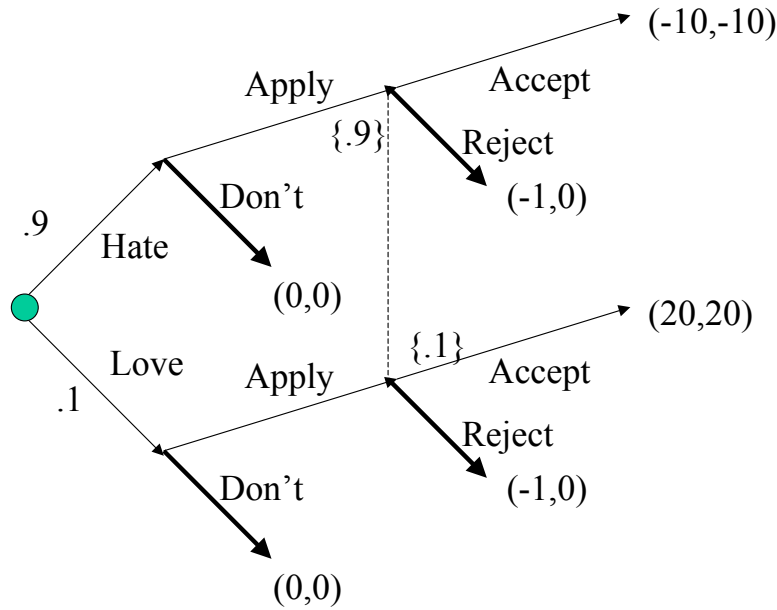 (-10,-10)
Apply
Accept
{.9}
Reject
Don't
(-1,0)
.9
Hate
(0,0)
(20,20)
Love
{.1}
Apply
Accept
.1
Reject
Don't
(-1,0)
(0,0)